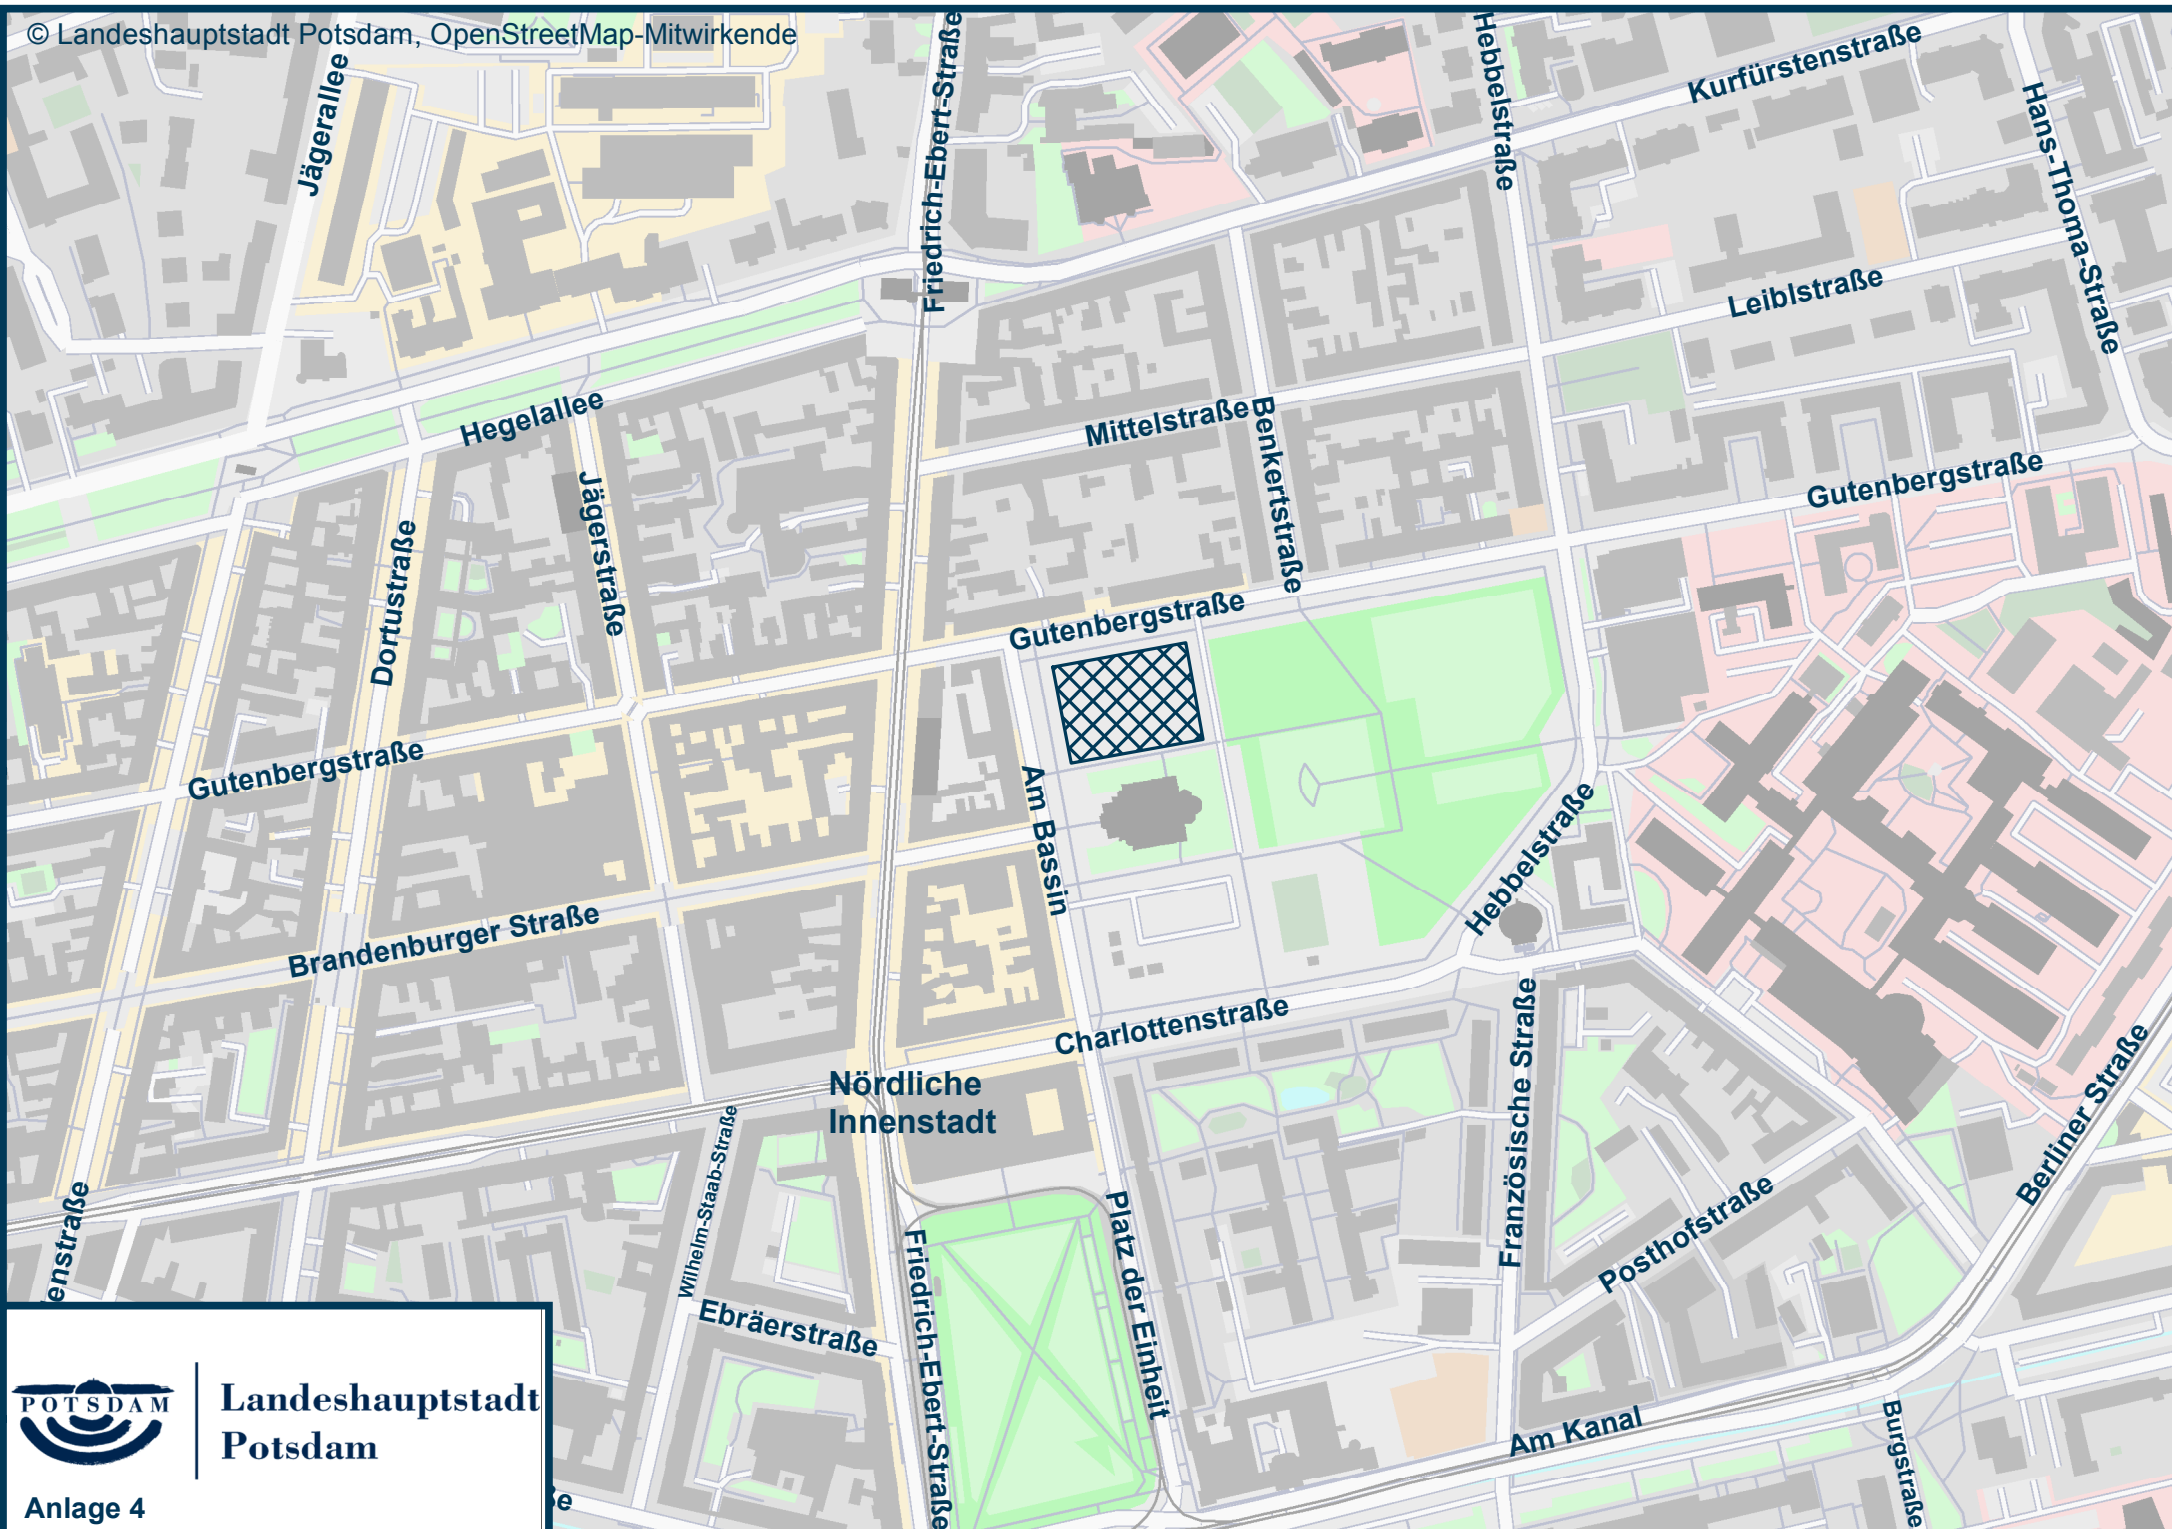 © Landeshauptstadt Potsdam, OpenStreetMap-Mitwirkende
Jägerallee
Friedrich-Ebert-Straße
Hebbelstraße
Kurfürstenstraße
Hans-Thoma-Straße
Leiblstraße
Hegelallee
Mittelstraße
Benkertstraße
Gutenbergstraße
Jägerstraße
Dortustraße
Gutenbergstraße
Gutenbergstraße
Am Bassin
Hebbelstraße
Brandenburger Straße
Charlottenstraße
Französische Straße
Nördliche
Innenstadt
Wilhelm-Staab-Straße
Berliner Straße
enstraße
Platz der Einheit
Posthofstraße
Friedrich-Ebert-Straße
Ebräerstraße
Am Kanal
Burgstraße
POTSDAM
Landeshauptstadt
Potsdam
Anlage 4
ße